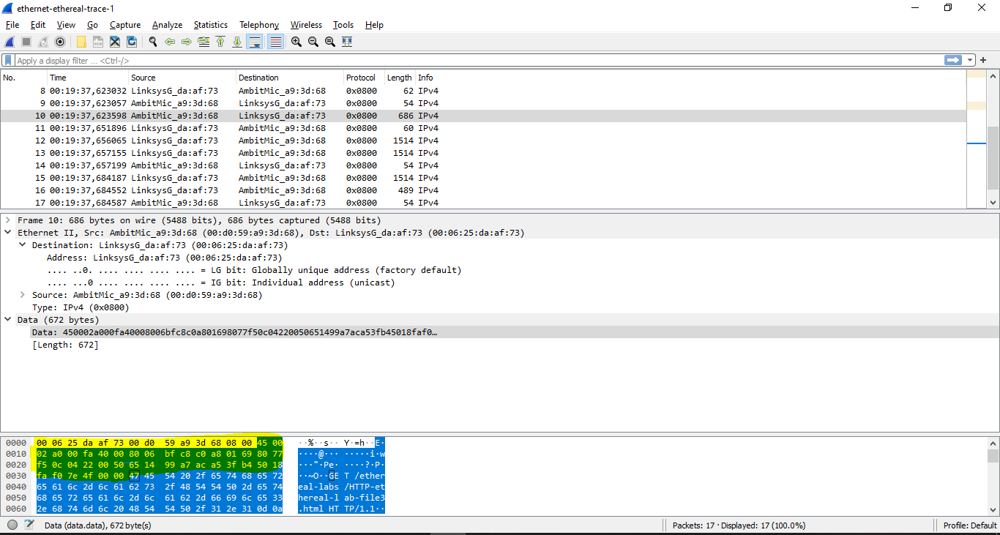 ethernet-ethereal-trace-1
File Edit View Go Capture Analyze Statistics Telephony Wireless Tools Help
Apply a display filter ... <Ctrl-/>
No. Time Source Destination Protocol Length Info
8 00:19:37,623032 LinksysG_da:af:73 AmbitMic_a9:3d:68 0x0800 62 IPv4
9 00:19:37,623057 AmbitMic_a9:3d:68 LinksysG_da:af:73 0x0800 54 IPv4
10 00:19:37,623598 AmbitMic_a9:3d:68 LinksysG_da:af:73 0x0800 686 IPv4
11 00:19:37,651896 LinksysG_da:af:73 AmbitMic_a9:3d:68 0x0800 60 IPv4
12 00:19:37,656065 LinksysG_da:af:73 AmbitMic_a9:3d:68 0x0800 1514 IPv4
13 00:19:37,657155 LinksysG_da:af:73 AmbitMic_a9:3d:68 0x0800 1514 IPv4
14 00:19:37,657199 AmbitMic_a9:3d:68 LinksysG_da:af:73 0x0800 54 IPv4
15 00:19:37,684187 LinksysG_da:af:73 AmbitMic_a9:3d:68 0x0800 1514 IPv4
16 00:19:37,684552 LinksysG_da:af:73 AmbitMic_a9:3d:68 0x0800 489 IPv4
17 00:19:37,684587 AmbitMic_a9:3d:68 LinksysG_da:af:73 0x0800 54 IPv4
Frame 10: 686 bytes on wire (5488 bits), 686 bytes captured (5488 bits)
Ethernet II, Src: AmbitMic_a9:3d:68 (00:d0:59:a9:3d:68), Dst: LinksysG_da:af:73 (00:06:25:da:af:73)
Destination: LinksysG_da:af:73 (00:06:25:da:af:73)
Address: LinksysG_da:af:73 (00:06:25:da:af:73)
.... ..0. .... .... .... .... = LG bit: Globally unique address (factory default)
.... ...0 .... .... .... .... = IG bit: Individual address (unicast)
Source: AmbitMic_a9:3d:68 (00:d0:59:a9:3d:68)
Type: IPv4 (0x0800)
Data (672 bytes)
Data: 450002a000fa40008006bfc8c0a801698077f50c04220050651499a7aca53fb45018faf0…
[Length: 672]
0000 00 06 25 da af 73 00 d0 59 a9 3d 68 08 00 45 00 ··%··s·· Y·=h··E·
0010 02 a0 00 fa 40 00 80 06 bf c8 c0 a8 01 69 80 77 ····@··· ·····i·w
0020 f5 0c 04 22 00 50 65 14 99 a7 ac a5 3f b4 50 18 ···"·Pe· ····?·P·
0030 fa f0 7e 4f 00 00 47 45 54 20 2f 65 74 68 65 72 ··~O··GE T /ether
0040 65 61 6c 2d 6c 61 62 73 2f 48 54 54 50 2d 65 74 eal-labs /HTTP-et
0050 68 65 72 65 61 6c 2d 6c 61 62 2d 66 69 6c 65 33 hereal-l ab-file3
0060 2e 68 74 6d 6c 20 48 54 54 50 2f 31 2e 31 0d 0a .html HT TP/1.1··
Data (data.data), 672 byte(s) Packets: 17 · Displayed: 17 (100.0%) Profile: Default